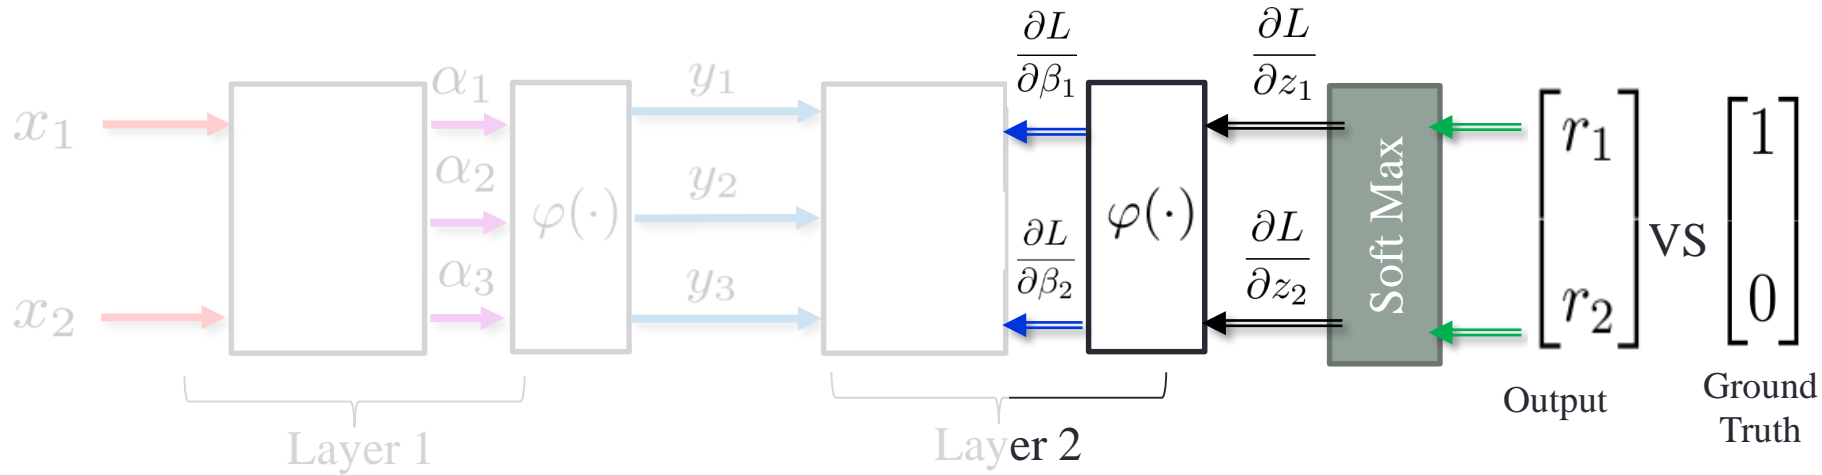 x₁
x₂
α₁
α₂
α₃
φ(·)
y₁
y₂
y₃
∂L/∂β₁
∂L/∂β₂
φ(·)
∂L/∂z₁
∂L/∂z₂
Soft Max
r₁
r₂
VS
1
0
Output
Ground
Truth
Layer 1
Layer 2